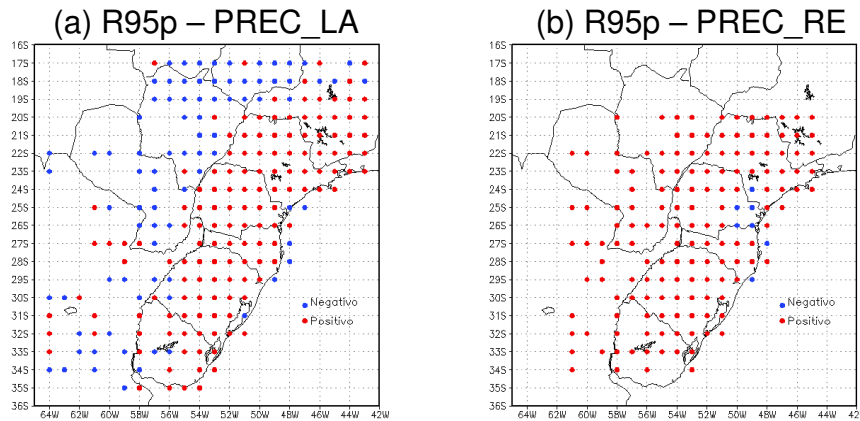 (a) R95p – PREC_LA
16S
17S
18S
19S
20S
21S
22S
23S
24S
25S
26S
27S
28S
29S
30S
31S
32S
33S
34S
35S
36S
64W 62W 60W 58W 56W 54W 52W 50W 48W 46W 44W 42W
Negativo
Positivo
(b) R95p – PREC_RE
16S
17S
18S
19S
20S
21S
22S
23S
24S
25S
26S
27S
28S
29S
30S
31S
32S
33S
34S
35S
36S
64W 62W 60W 58W 56W 54W 52W 50W 48W 46W 44W 42
Negativo
Positivo